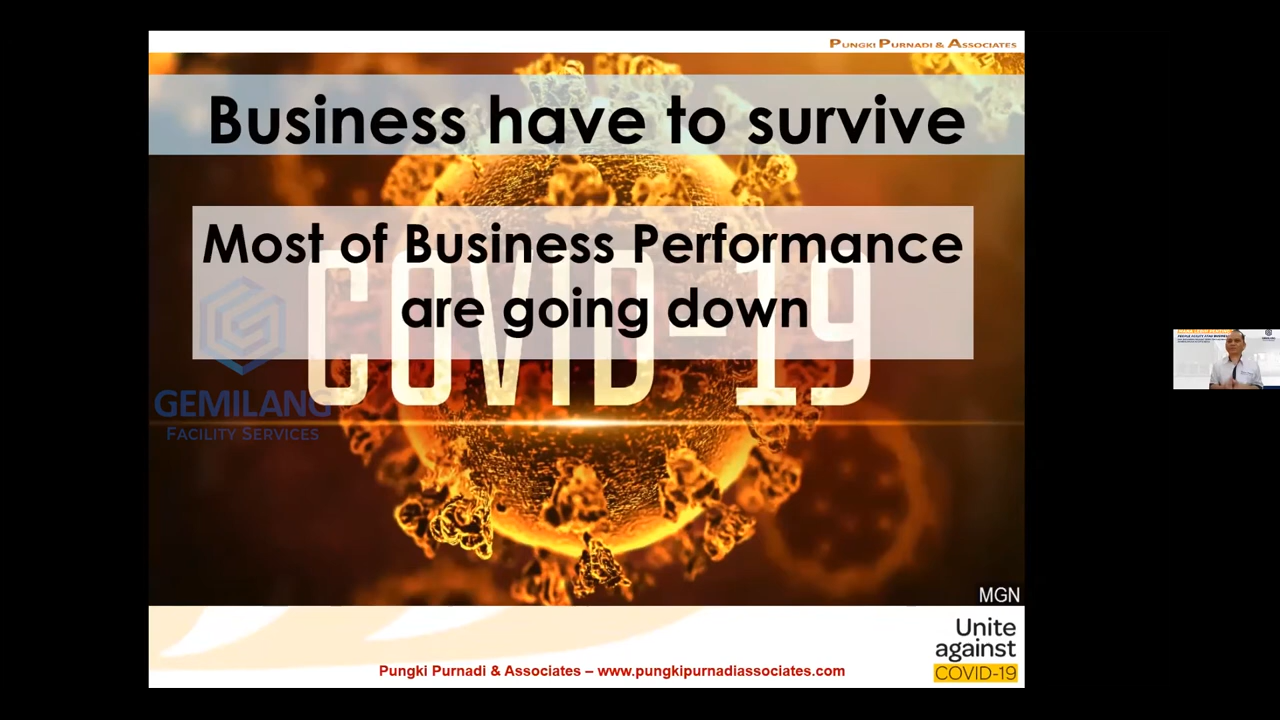 PUNGKI PURNADI & ASSOCIATES
Business have to survive
Most of Business Performance
are going down
COVID-19
GEMILANG
FACILITY SERVICES
MGN
Unite
against
COVID-19
Pungki Purnadi & Associates – www.pungkipurnadiassociates.com